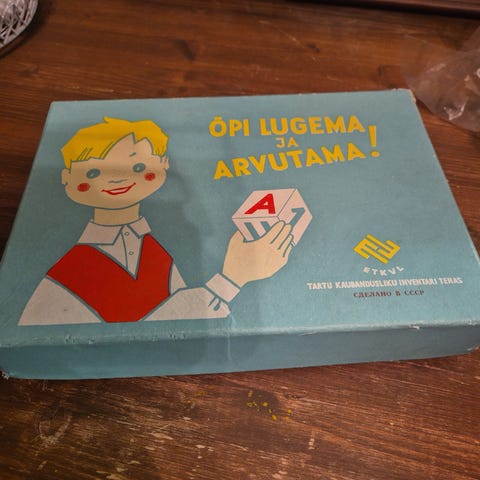 ÕPI LUGEMA
JA
ARVUTAMA!
A
E
ETKVL
TARTU KAUBANDUSLIKU INVENTARI TEHAS
СДЕЛАНО В СССР